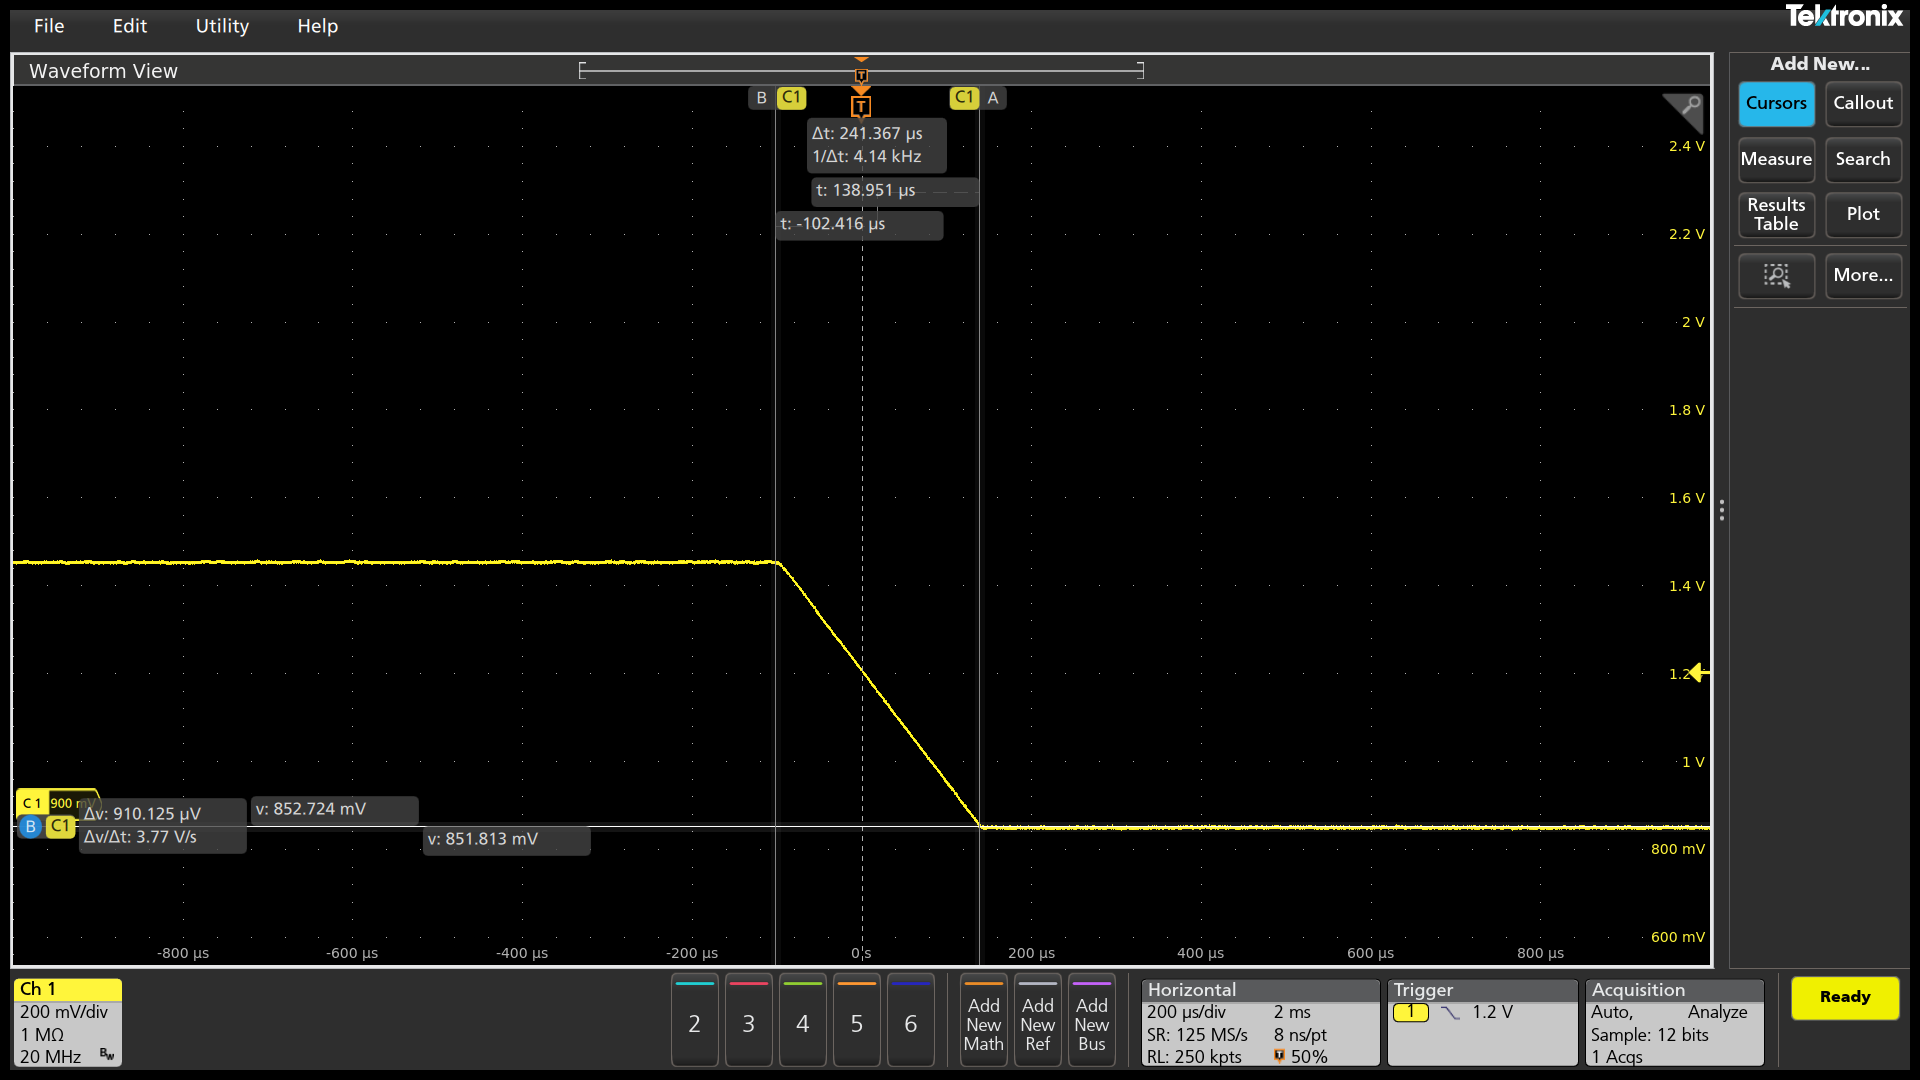 File Edit Utility Help
Tektronix
Waveform View
T
Add New...
B C1 T C1 A
Cursors Callout
Δt: 241.367 µs
1/Δt: 4.14 kHz
2.4 V
Measure Search
t: 138.951 µs
Results Table Plot
t: -102.416 µs
2.2 V
More...
2 V
1.8 V
1.6 V
1.4 V
1.2
1 V
C 1 900 mV
Δv: 910.125 µV
v: 852.724 mV
B C1
Δv/Δt: 3.77 V/s
v: 851.813 mV
800 mV
600 mV
-800 µs -600 µs -400 µs -200 µs 0 s 200 µs 400 µs 600 µs 800 µs
Ch 1
200 mV/div
1 MΩ
20 MHz BW
2 3 4 5 6
Add New Math
Add New Ref
Add New Bus
Horizontal
200 µs/div 2 ms
SR: 125 MS/s 8 ns/pt
RL: 250 kpts T 50%
Trigger
1 1.2 V
Acquisition
Auto, Analyze
Sample: 12 bits
1 Acqs
Ready